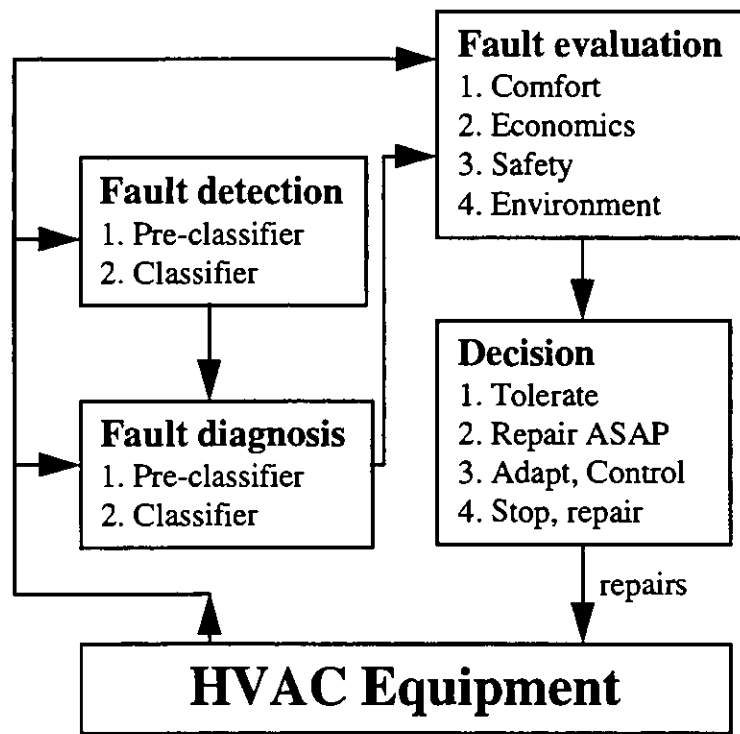 Fault evaluation
1. Comfort
2. Economics
3. Safety
4. Environment
Fault detection
1. Pre-classifier
2. Classifier
Decision
1. Tolerate
2. Repair ASAP
3. Adapt, Control
4. Stop, repair
Fault diagnosis
1. Pre-classifier
2. Classifier
repairs
HVAC Equipment